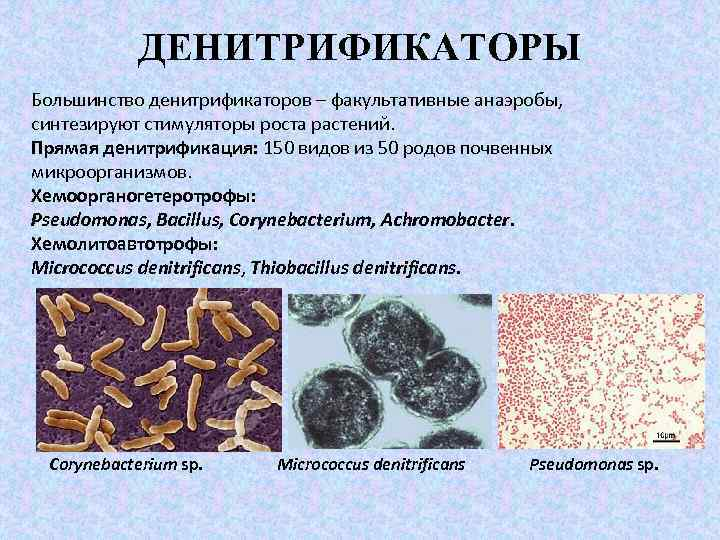 ДЕНИТРИФИКАТОРЫ
Большинство денитрификаторов – факультативные анаэробы,
синтезируют стимуляторы роста растений.
Прямая денитрификация: 150 видов из 50 родов почвенных
микроорганизмов.
Хемоорганогетеротрофы:
Pseudomonas, Bacillus, Corynebacterium, Achromobacter.
Хемолитоавтотрофы:
Micrococcus denitrificans, Thiobacillus denitrificans.
10μm
Corynebacterium sp. Micrococcus denitrificans Pseudomonas sp.